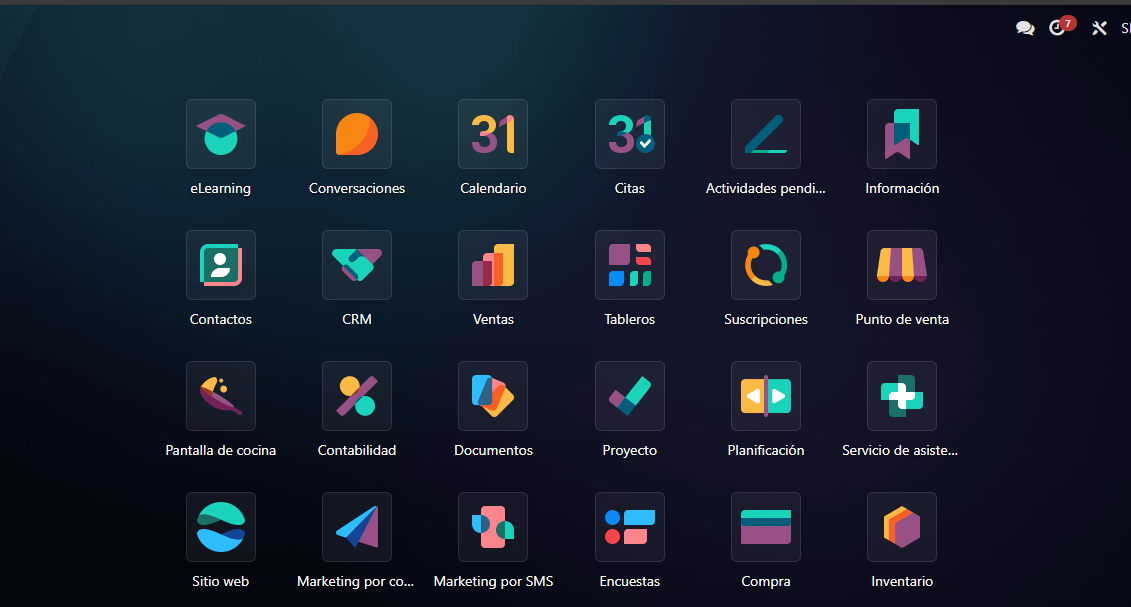 7
eLearning
Conversaciones
31
Calendario
31
Citas
Actividades pendi...
Información
Contactos
CRM
Ventas
Tableros
Suscripciones
Punto de venta
Pantalla de cocina
Contabilidad
Documentos
Proyecto
Planificación
Servicio de asiste...
Sitio web
Marketing por co...
Marketing por SMS
Encuestas
Compra
Inventario